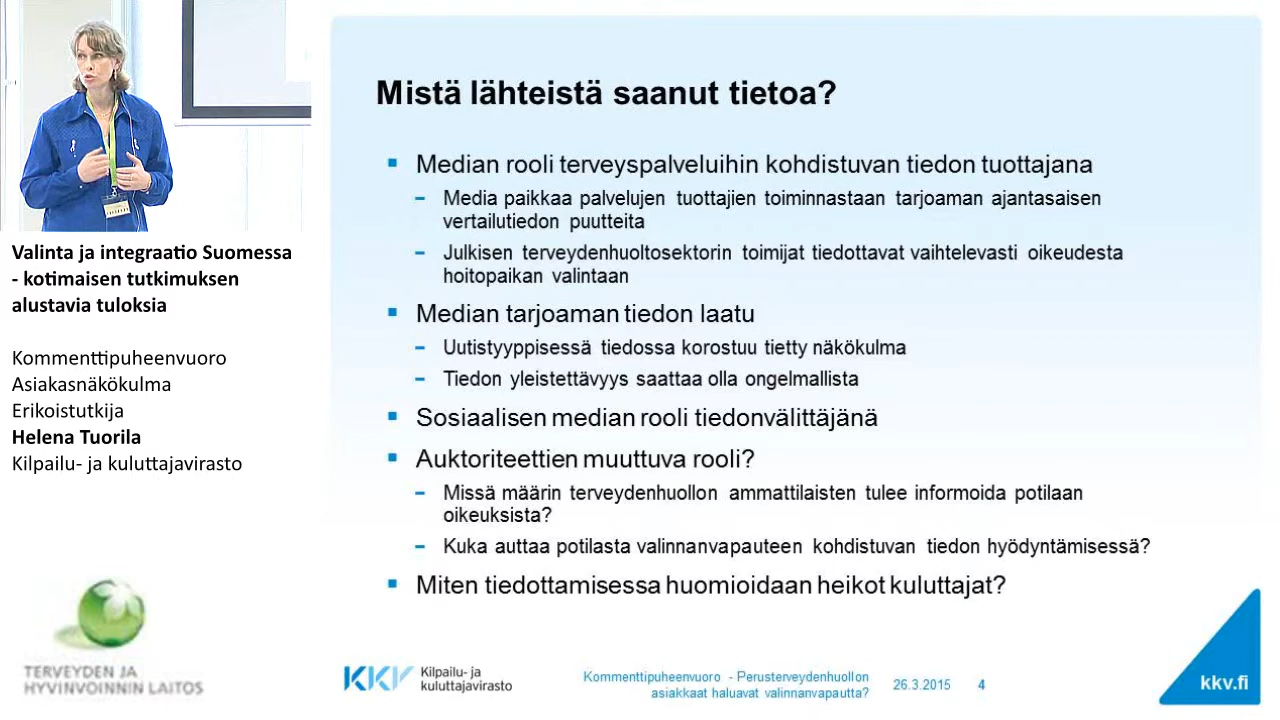 Valinta ja integraatio Suomessa
- kotimaisen tutkimuksen
alustavia tuloksia
Kommenttipuheenvuoro
Asiakasnäkökulma
Erikoistutkija
Helena Tuorila
Kilpailu- ja kuluttajavirasto
TERVEYDEN JA
HYVINVOINNIN LAITOS
Mistä lähteistä saanut tietoa?
Median rooli terveyspalveluihin kohdistuvan tiedon tuottajana
Media paikkaa palvelujen tuottajien toiminnastaan tarjoaman ajantasaisen
vertailutiedon puutteita
Julkisen terveydenhuoltosektorin toimijat tiedottavat vaihtelevasti oikeudesta
hoitopaikan valintaan
Median tarjoaman tiedon laatu
Uutistyyppisessä tiedossa korostuu tietty näkökulma
Tiedon yleistettävyys saattaa olla ongelmallista
Sosiaalisen median rooli tiedonvälittäjänä
Auktoriteettien muuttuva rooli?
Missä määrin terveydenhuollon ammattilaisten tulee informoida potilaan
oikeuksista?
Kuka auttaa potilasta valinnanvapauteen kohdistuvan tiedon hyödyntämisessä?
Miten tiedottamisessa huomioidaan heikot kuluttajat?
KKV Kilpailu- ja
kuluttajavirasto
Kommenttipuheenvuoro - Perusterveydenhuollon
asiakkaat haluavat valinnanvapautta?
26.3.2015 4
kkv.fi